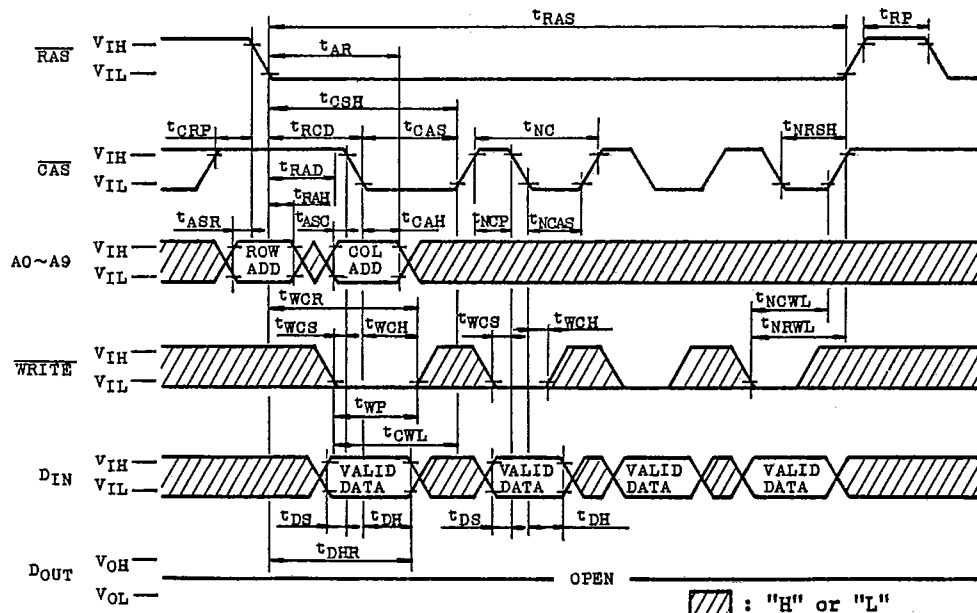 tRAS
tRP
RAS
VIH
VIL
tAR
tCSH
tCRP
tRCD
tCAS
tNC
tNRSH
CAS
VIH
VIL
tRAD
tRAH
tASR
tASC
tCAH
tNCP
tNCAS
A0~A9
VIH
VIL
ROW ADD
COL ADD
tWCR
tNCWL
tWCS
tWCH
tWCS
tWCH
tNRWL
WRITE
VIH
VIL
tWP
tCWL
DIN
VIH
VIL
VALID DATA
VALID DATA
VALID DATA
VALID DATA
tDS
tDH
tDS
tDH
tDHR
DOUT
VOH
VOL
OPEN
: "H" or "L"